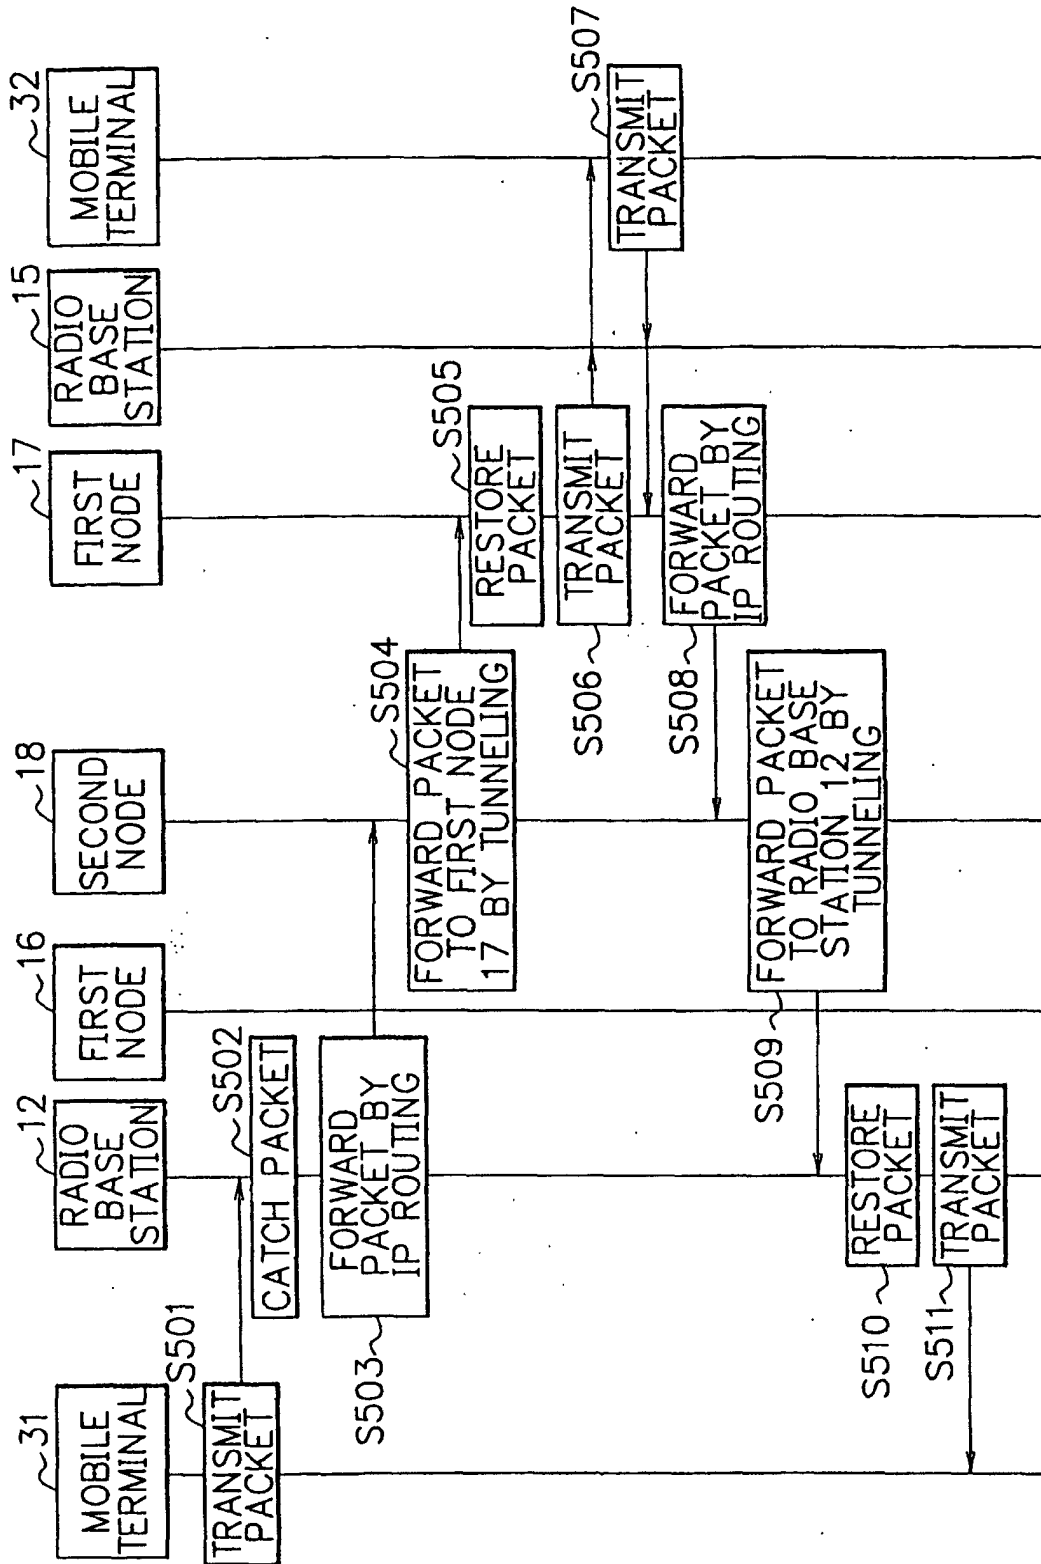 31
MOBILE
TERMINAL
12
RADIO
BASE
STATION
16
FIRST
NODE
18
SECOND
NODE
17
FIRST
NODE
15
RADIO
BASE
STATION
32
MOBILE
TERMINAL
S501
TRANSMIT
PACKET
S502
CATCH PACKET
S503
FORWARD
PACKET BY
IP ROUTING
S504
FORWARD PACKET
TO FIRST NODE
17 BY TUNNELING
S505
RESTORE
PACKET
S506
TRANSMIT
PACKET
S507
TRANSMIT
PACKET
S508
FORWARD
PACKET BY
IP ROUTING
S509
FORWARD PACKET
TO RADIO BASE
STATION 12 BY
TUNNELING
S510
RESTORE
PACKET
S511
TRANSMIT
PACKET